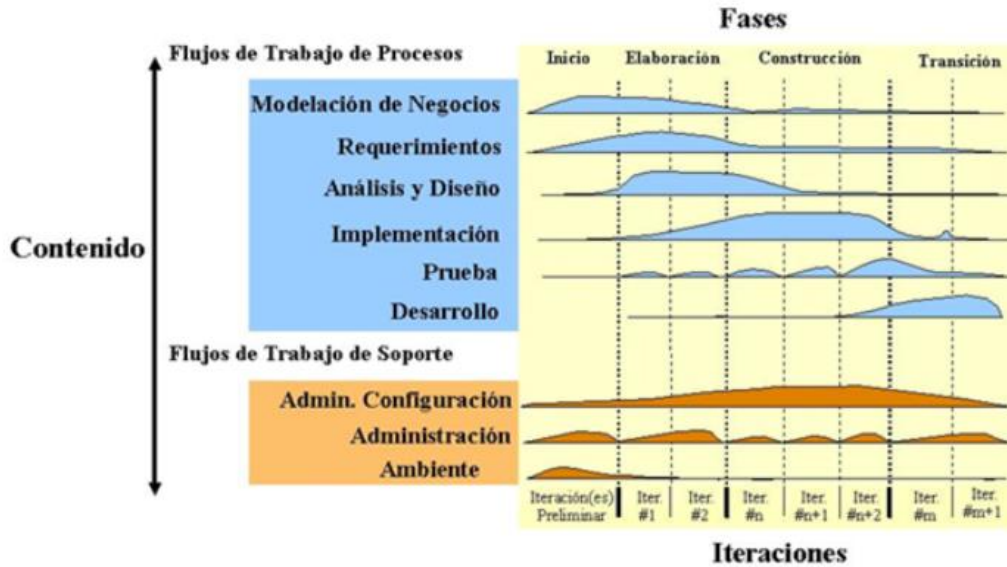 Fases
Flujos de Trabajo de Procesos
Inicio Elaboración Construcción Transición
Modelación de Negocios
Requerimientos
Análisis y Diseño
Implementación
Contenido
Prueba
Desarrollo
Flujos de Trabajo de Soporte
Admin. Configuración
Administración
Ambiente
Iteración(es) Iter. Iter. Iter. Iter. Iter. Iter. Iter.
Preliminar #1 #2 #n #n+1 #n+2 #m #m+1
Iteraciones